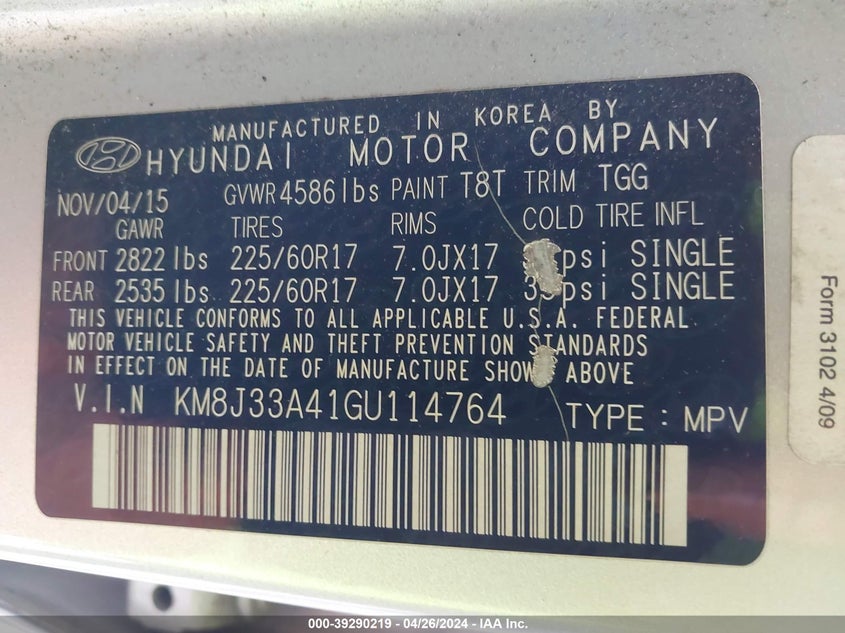 MANUFACTURED IN KOREA BY
HYUNDAI MOTOR COMPANY
NOV/04/15 GVWR 4586 lbs PAINT T8T TRIM TGG
GAWR TIRES RIMS COLD TIRE INFL
FRONT 2822 lbs 225/60R17 7.0JX17 psi SINGLE
REAR 2535 lbs 225/60R17 7.0JX17 psi SINGLE
THIS VEHICLE CONFORMS TO ALL APPLICABLE U.S.A. FEDERAL
MOTOR VEHICLE SAFETY AND THEFT PREVENTION STANDARDS
IN EFFECT ON THE DATE OF MANUFACTURE SHOWN ABOVE
V.I.N KM8J33A41GU114764 TYPE: MPV
Form 3102 4/09
000-39290219 - 04/26/2024 - IAA Inc.